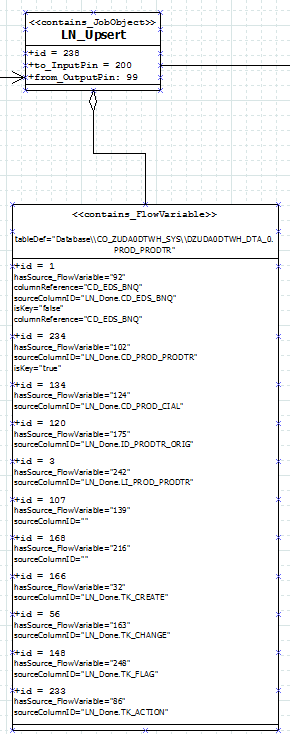 <<contains_JobObject>>
LN_Upsert
+id = 238
+to_InputPin = 200
+from_OutputPin: 99
<<contains_FlowVariable>>
tableDef="Database\\CO_ZUDA0DTWH_SYS\\DZUDA0DTWH_DTA_0.
PROD_PRODTR"
+id = 1
hasSource_FlowVariable="92"
columnReference="CD_EDS_BNQ"
sourceColumnID="LN_Done.CD_EDS_BNQ"
isKey="false"
columnReference="CD_EDS_BNQ"
+id = 234
hasSource_FlowVariable="102"
sourceColumnID="LN_Done.CD_PROD_PRODTR"
isKey="true"
+id = 134
hasSource_FlowVariable="124"
sourceColumnID="LN_Done.CD_PROD_CIAL"
+id = 120
hasSource_FlowVariable="175"
sourceColumnID="LN_Done.ID_PRODTR_ORIG"
+id = 3
hasSource_FlowVariable="242"
sourceColumnID="LN_Done.LI_PROD_PRODTR"
+id = 107
hasSource_FlowVariable="139"
sourceColumnID=""
+id = 168
hasSource_FlowVariable="216"
sourceColumnID=""
+id = 166
hasSource_FlowVariable="32"
sourceColumnID="LN_Done.TK_CREATE"
+id = 56
hasSource_FlowVariable="163"
sourceColumnID="LN_Done.TK_CHANGE"
+id = 148
hasSource_FlowVariable="248"
sourceColumnID="LN_Done.TK_FLAG"
+id = 233
hasSource_FlowVariable="86"
sourceColumnID="LN_Done.TK_ACTION"